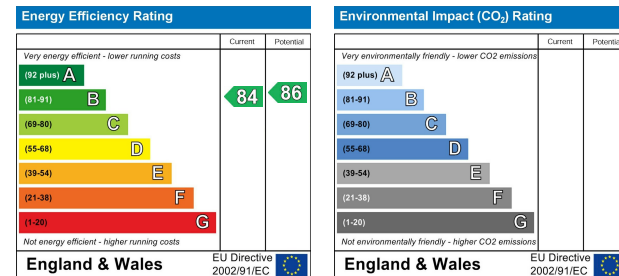 Energy Efficiency Rating
Current Potential
Very energy efficient - lower running costs
(92 plus) A
(81-91) B
84 86
(69-80) C
(55-68) D
(39-54) E
(21-38) F
(1-20) G
Not energy efficient - higher running costs
England & Wales
EU Directive
2002/91/EC
Environmental Impact (CO₂) Rating
Current Potentia
Very environmentally friendly - lower CO2 emissions
(92 plus) A
(81-91) B
(69-80) C
(55-68) D
(39-54) E
(21-38) F
(1-20) G
Not environmentally friendly - higher CO2 emissions
England & Wales
EU Directive
2002/91/EC